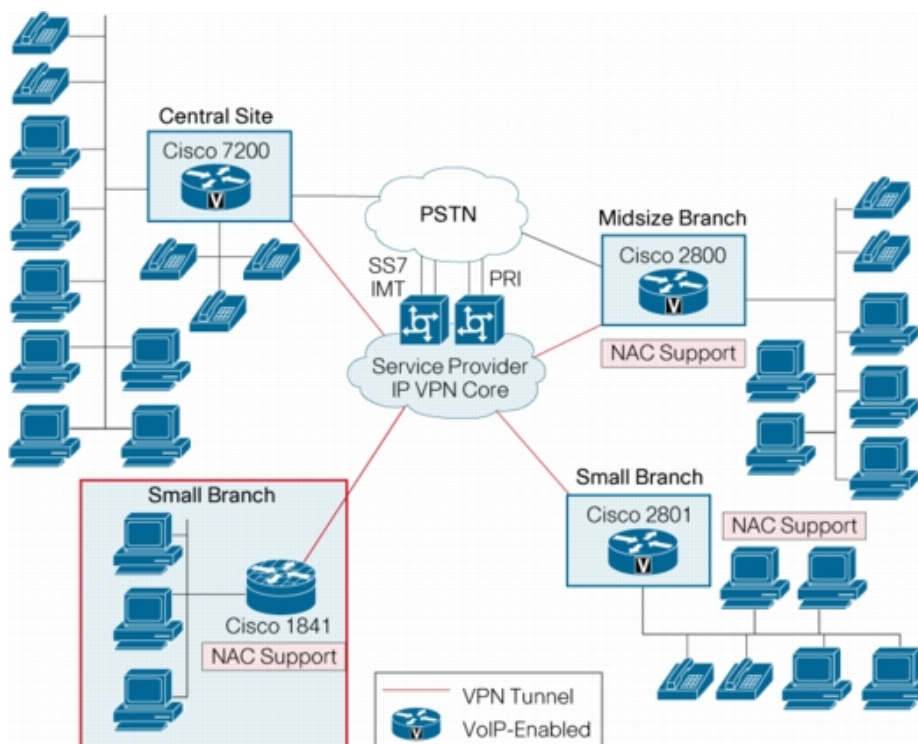 Central Site
Cisco 7200
V
PSTN
SS7
IMT
PRI
Midsize Branch
Cisco 2800
V
NAC Support
Service Provider
IP VPN Core
Small Branch
Cisco 1841
NAC Support
Small Branch
Cisco 2801
V
NAC Support
VPN Tunnel
V
VoIP-Enabled